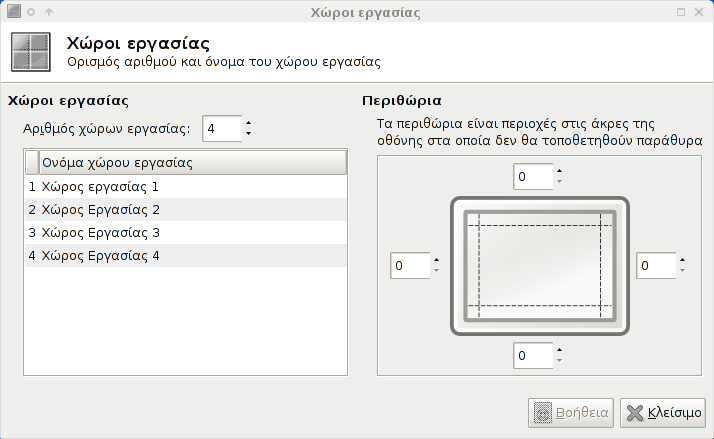 Χώροι εργασίας
Χώροι εργασίας
Ορισμός αριθμού και όνομα του χώρου εργασίας
Χώροι εργασίας
Αριθμός χώρων εργασίας: 4
Ονόμα χώρου εργασίας
1 Χώρος εργασίας 1
2 Χώρος Εργασίας 2
3 Χώρος Εργασίας 3
4 Χώρος Εργασίας 4
Περιθώρια
Τα περιθώρια είναι περιοχές στις άκρες της
οθόνης στα οποία δεν θα τοποθετηθούν παράθυρα
0
0
0
0
Βοήθεια
Κλείσιμο